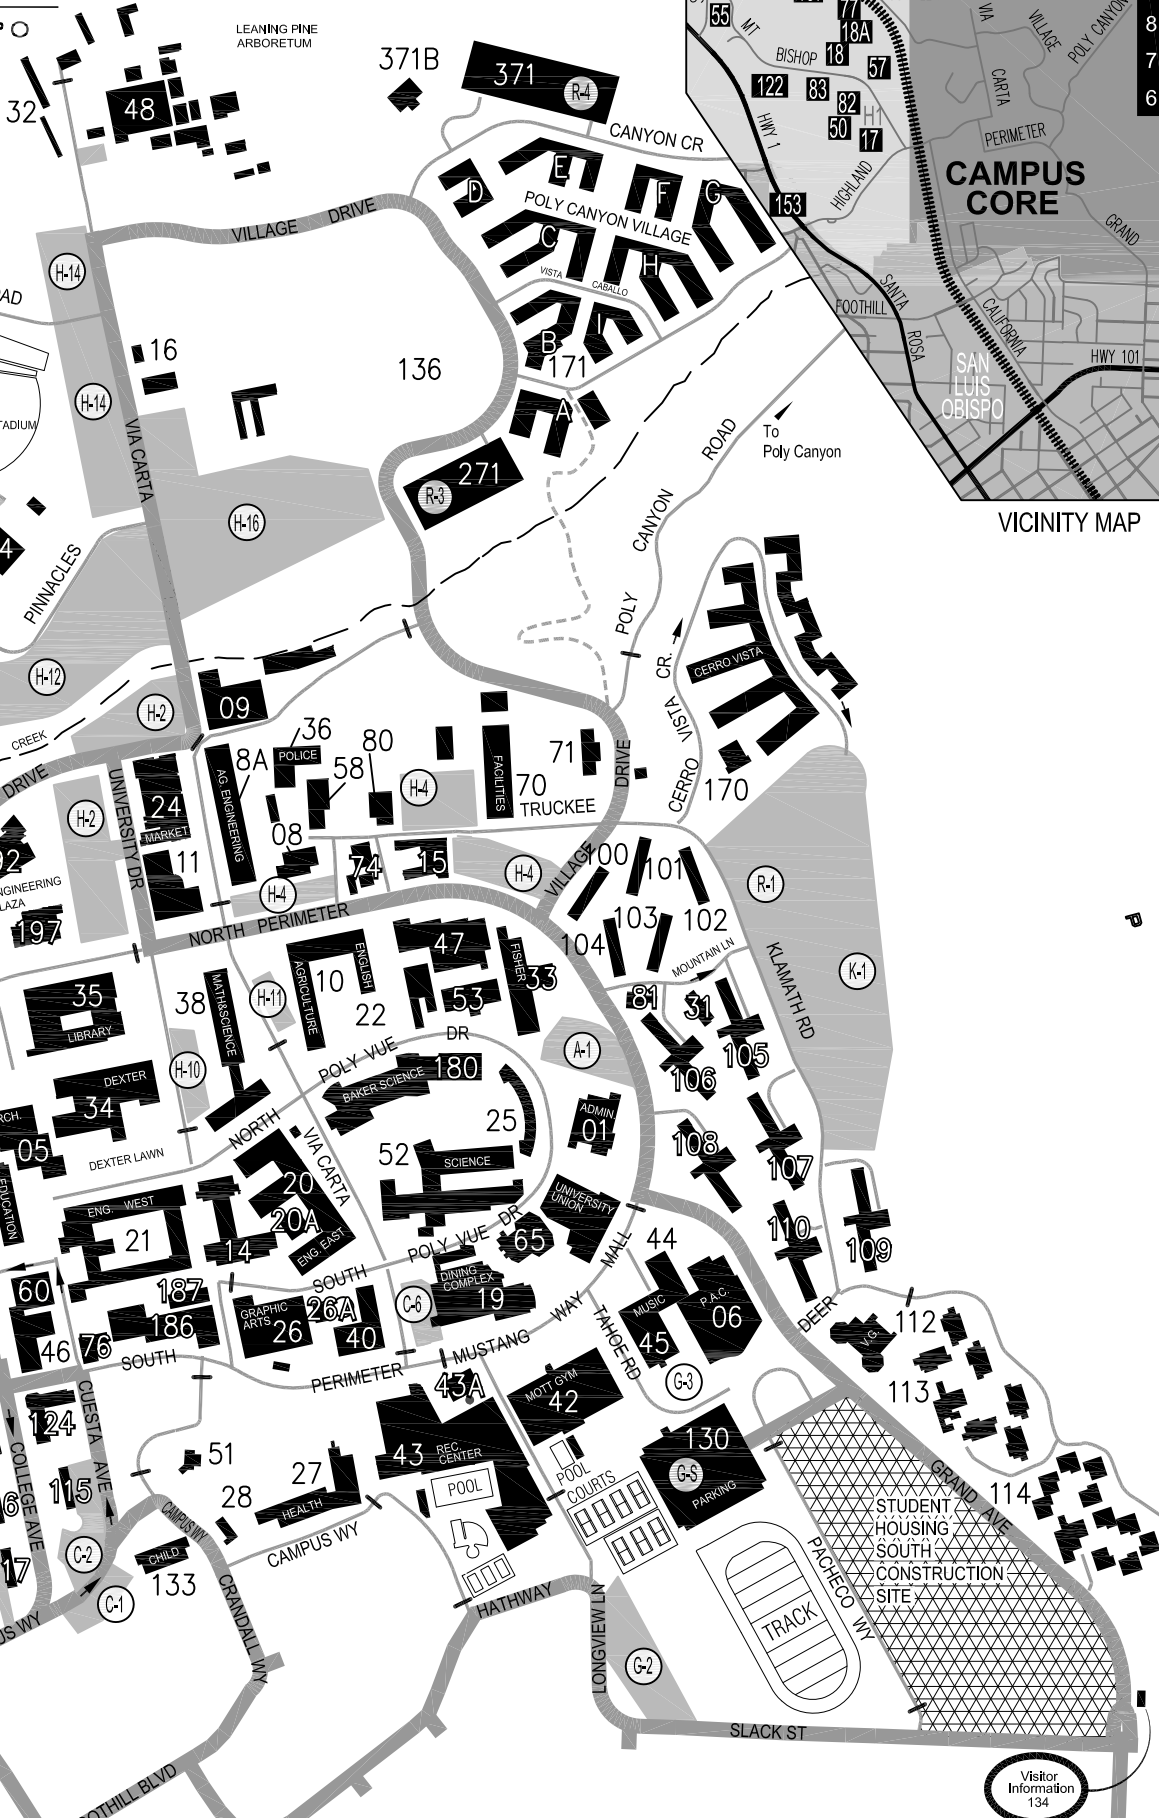 LEANING PINE
ARBORETUM
32
48
371B
371
R-4
CANYON CR
D
E
F
G
POLY CANYON VILLAGE
C
H
VISTA
CABALLO
B
I
171
A
VILLAGE DRIVE
H-14
16
136
H-14
VIA CARTA
271
R-3
H-16
PINNACLES
POLY CANYON ROAD
To
Poly Canyon
55
MT
BISHOP
77
18A
18
57
122
83
82
H1
50
17
HWY 1
HIGHLAND
153
VIA
CARTA
VILLAGE
POLY CANYON
PERIMETER
GRAND
CAMPUS
CORE
SANTA
ROSA
FOOTHILL
CALIFORNIA
SAN
LUIS
OBISPO
HWY 101
8
7
6
VICINITY MAP
H-12
H-2
CREEK
DRIVE
09
8A
AG. ENGINEERING
36
POLICE
58
80
H-4
FACILITIES
70
71
TRUCKEE
VILLAGE DRIVE
CERRO VISTA CR.
CERRO VISTA
170
H-2
UNIVERSITY DR
24
MARKET
11
08
74
15
H-4
H-4
100
101
102
103
104
R-1
K-1
NORTH PERIMETER
197
35
LIBRARY
38
MATH&SCIENCE
H-11
AGRICULTURE
10
ENGLISH
22
47
53
FISHER
33
MOUNTAIN LN
KLAMATH RD
81
31
105
106
107
108
109
110
H-10
DEXTER
34
DEXTER LAWN
05
EDUCATION
NORTH POLY VUE DR
BAKER SCIENCE
180
25
A-1
ADMIN.
01
52
SCIENCE
VIA CARTA
20
20A
ENG. EAST
ENG. WEST
21
14
SOUTH POLY VUE DR
65
UNIVERSITY
UNION
44
MALL
DINING
COMPLEX
19
C-6
60
187
186
76
46
GRAPHIC
ARTS
26
26A
40
MUSTANG WAY
TAHOE RD
MUSIC
45
P.A.C.
06
G-3
DEER
V.G.
112
113
114
SOUTH PERIMETER
43A
MOTT GYM
42
CUESTA AVE
124
COLLEGE AVE
115
51
27
HEALTH
28
CAMPUS WY
CAMPUS WY
43
REC.
CENTER
POOL
POOL
COURTS
130
G-S
PARKING
GRAND AVE
STUDENT
HOUSING
SOUTH
CONSTRUCTION
SITE
C-2
C-1
17
CHILD
133
CRANDALL WY
HATHWAY
LONGVIEW LN
G-2
TRACK
PACHECO WY
SLACK ST
Visitor
Information
134